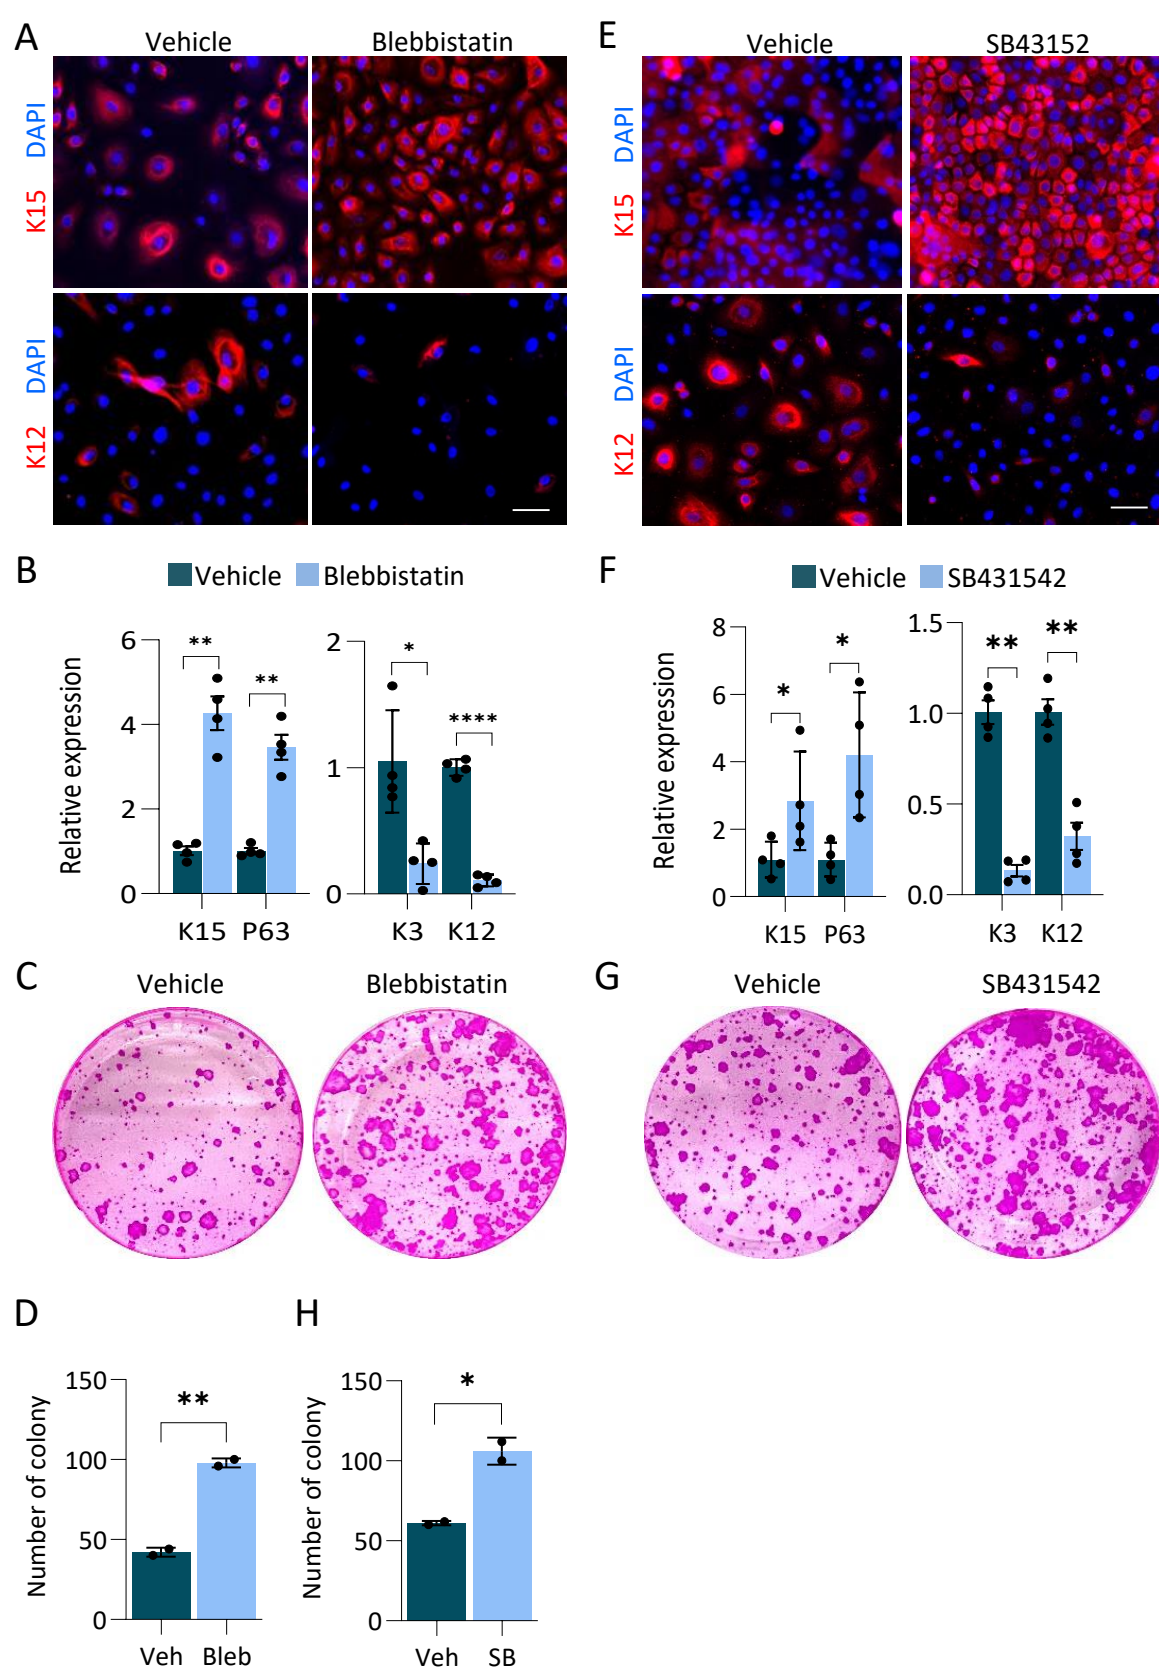 A
Vehicle
Blebbistatin
K15 DAPI
K12 DAPI
E
Vehicle
SB43152
K15 DAPI
K12 DAPI
B
Vehicle
Blebbistatin
Relative expression
6
4
2
0
**
**
K15
P63
2
1
0
*
****
K3
K12
F
Vehicle
SB431542
Relative expression
8
6
4
2
0
*
*
K15
P63
1.5
1.0
0.5
0.0
**
**
K3
K12
C
Vehicle
Blebbistatin
G
Vehicle
SB431542
D
Number of colony
150
100
50
0
**
Veh
Bleb
H
Number of colony
150
100
50
0
*
Veh
SB